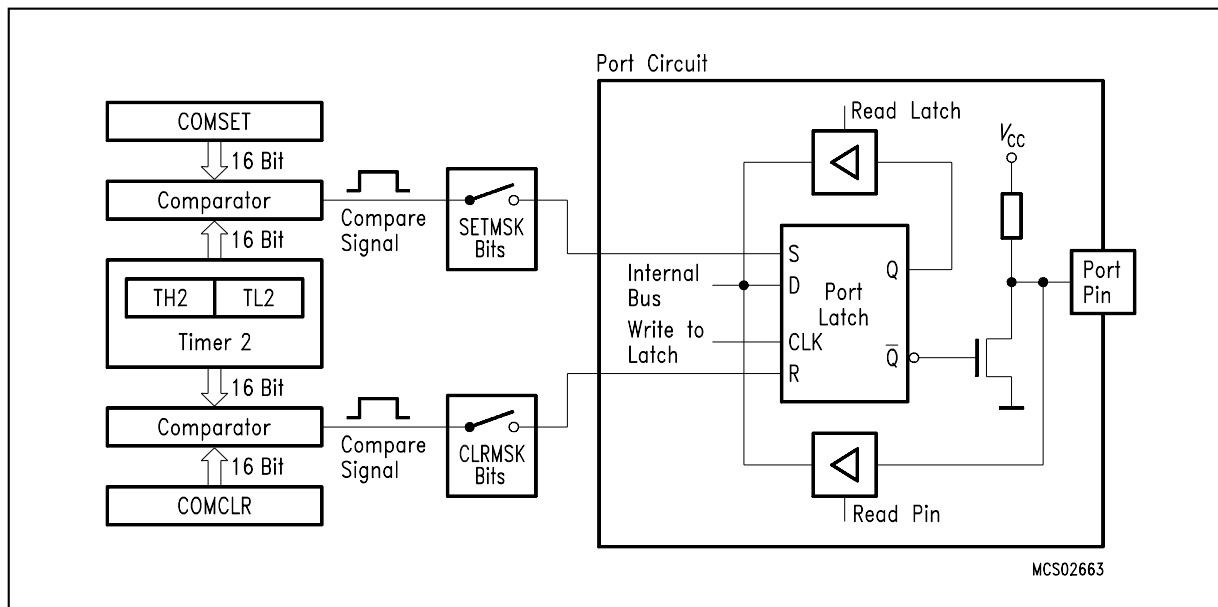 Port Circuit
COMSET
16 Bit
Comparator
16 Bit
TH2
TL2
Timer 2
16 Bit
Comparator
16 Bit
COMCLR
Compare
Signal
SETMSK
Bits
Compare
Signal
CLRMSK
Bits
Read Latch
Internal
Bus
Write to
Latch
S
D
CLK
R
Port
Latch
Q
Q̅
Read Pin
VCC
Port
Pin
MCS02663